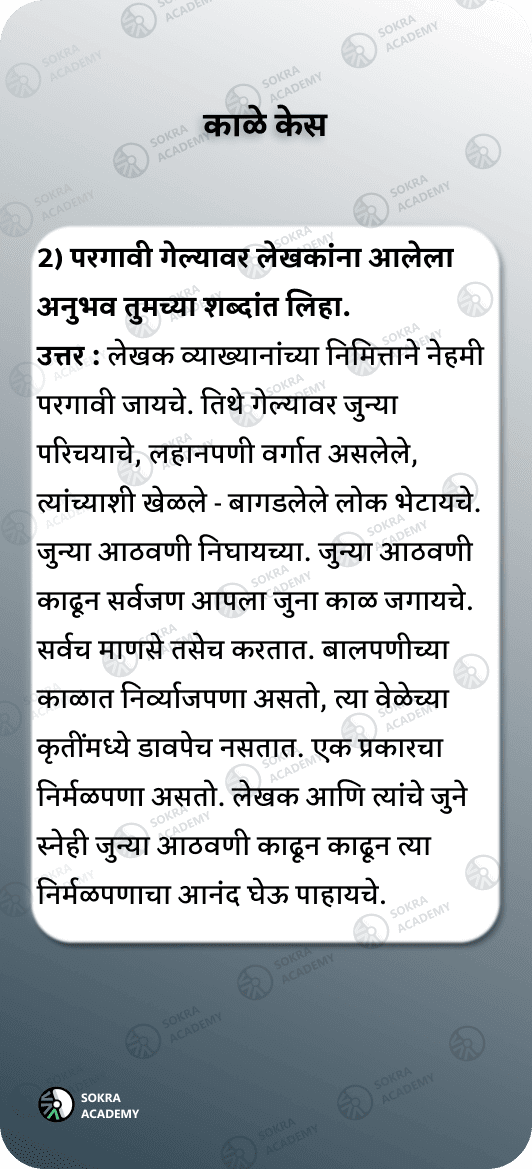 काळे केस
2) परगावी गेल्यावर लेखकांना आलेला
अनुभव तुमच्या शब्दांत लिहा.
उत्तर : लेखक व्याख्यानांच्या निमित्ताने नेहमी
परगावी जायचे. तिथे गेल्यावर जुन्या
परिचयाचे, लहानपणी वर्गात असलेले,
त्यांच्याशी खेळले - बागडलेले लोक भेटायचे.
जुन्या आठवणी निघायच्या. जुन्या आठवणी
काढून सर्वजण आपला जुना काळ जगायचे.
सर्वच माणसे तसेच करतात. बालपणीच्या
काळात निर्व्याजपणा असतो, त्या वेळेच्या
कृतींमध्ये डावपेच नसतात. एक प्रकारचा
निर्मळपणा असतो. लेखक आणि त्यांचे जुने
स्नेही जुन्या आठवणी काढून काढून त्या
निर्मळपणाचा आनंद घेऊ पाहायचे.
SOKRA
ACADEMY